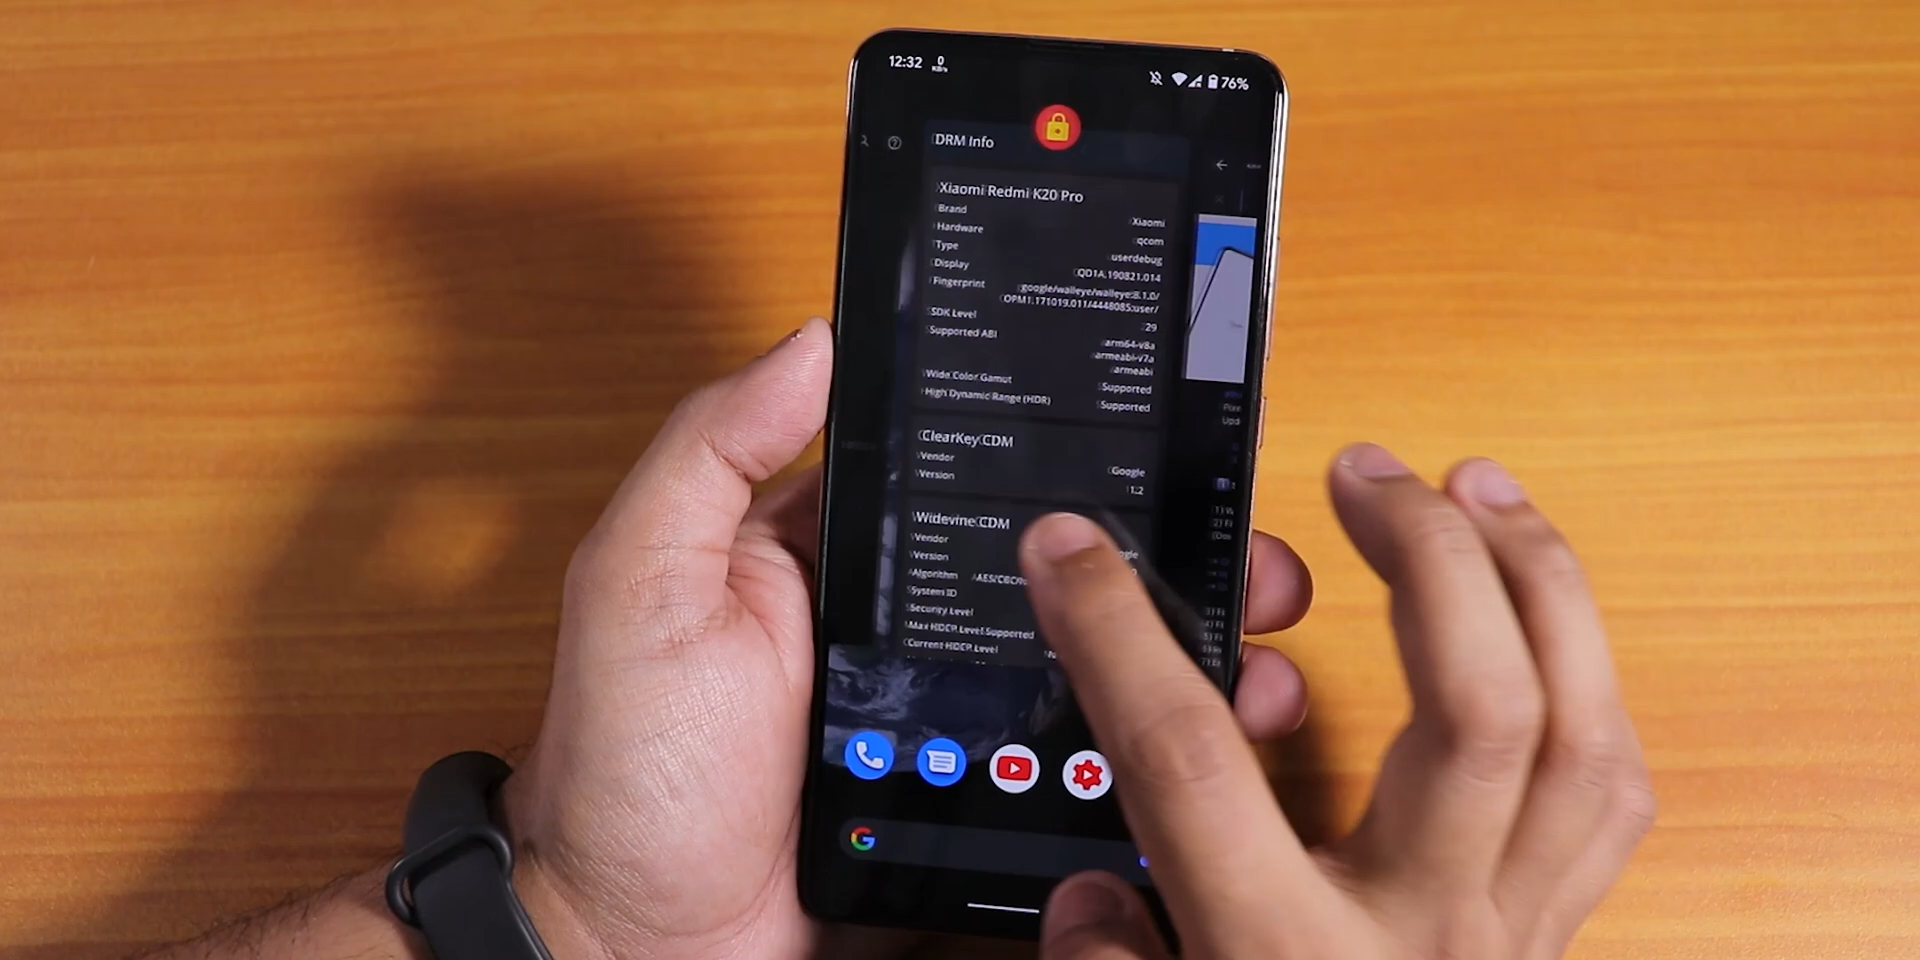 12:32 0 KB/s 76%
DRM Info
Xiaomi Redmi K20 Pro
Brand Xiaomi
Hardware qcom
Type userdebug
Display QD1A.190821.014
Fingerprint google/walleye/walleye:8.1.0/
OPM1.171019.011/4448085:user/
SDK Level 29
Supported ABI arm64-v8a
armeabi-v7a
armeabi
Wide Color Gamut Supported
High Dynamic Range (HDR) Supported
ClearKey CDM
Vendor Google
Version 1.2
Widevine CDM
Vendor
Version
Algorithm
System ID
Security Level
Max HDCP Level Supported
Current HDCP Level